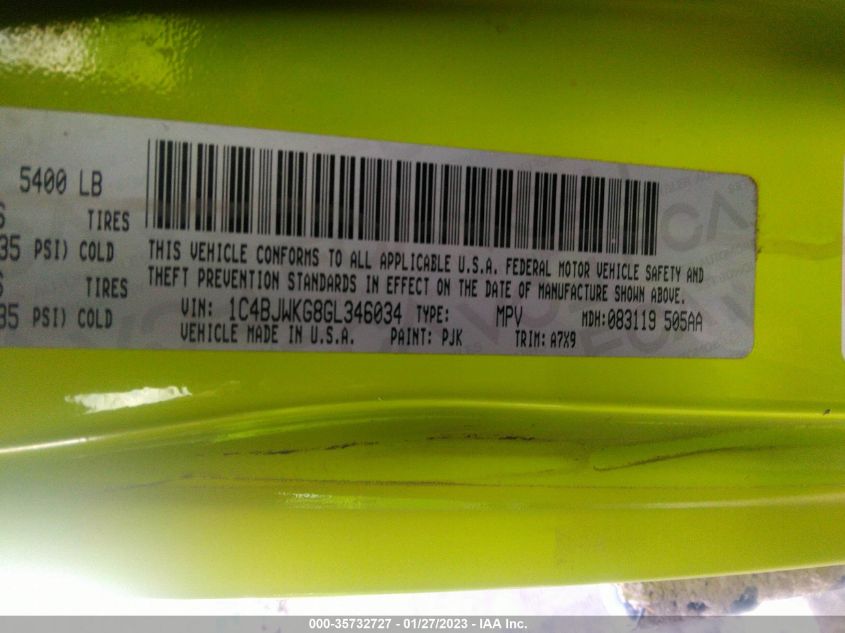 5400 LB
TIRES
35 PSI) COLD
TIRES
35 PSI) COLD
THIS VEHICLE CONFORMS TO ALL APPLICABLE U.S.A. FEDERAL MOTOR VEHICLE SAFETY AND
THEFT PREVENTION STANDARDS IN EFFECT ON THE DATE OF MANUFACTURE SHOWN ABOVE.
VIN: 1C4BJWKG8GL346034 TYPE: MPV MDH:083119 505AA
VEHICLE MADE IN U.S.A. PAINT: PJK TRIM: A7X9
000-35732727 - 01/27/2023 - IAA Inc.